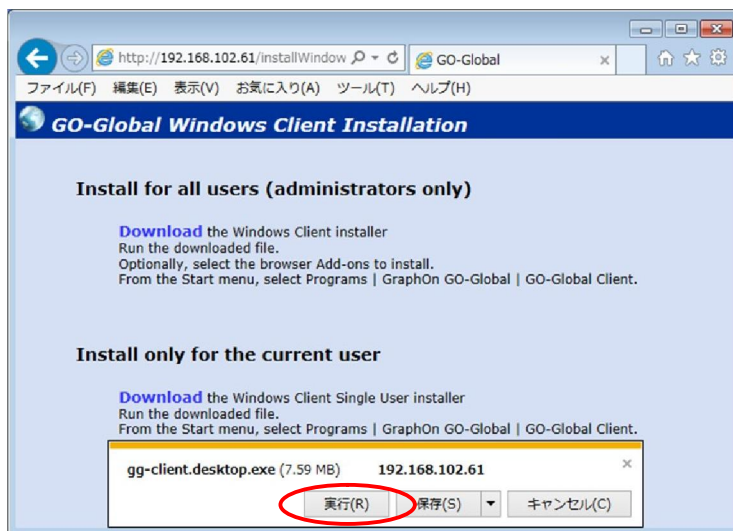 http://192.168.102.61/installWindow
GO-Global
ファイル(F) 編集(E) 表示(V) お気に入り(A) ツール(T) ヘルプ(H)
GO-Global Windows Client Installation
Install for all users (administrators only)
Download the Windows Client installer
Run the downloaded file.
Optionally, select the browser Add-ons to install.
From the Start menu, select Programs | GraphOn GO-Global | GO-Global Client.
Install only for the current user
Download the Windows Client Single User installer
Run the downloaded file.
From the Start menu, select Programs | GraphOn GO-Global | GO-Global Client.
gg-client.desktop.exe (7.59 MB) 192.168.102.61
実行(R) 保存(S) キャンセル(C)